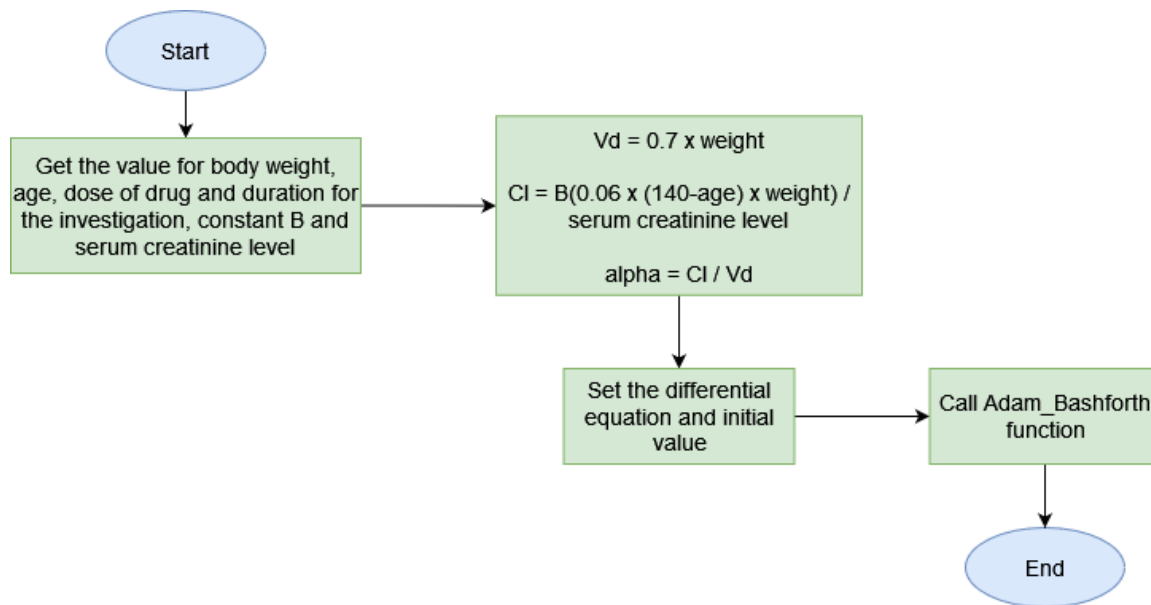 Start
Get the value for body weight,
age, dose of drug and duration for
the investigation, constant B and
serum creatinine level
Vd = 0.7 x weight
Cl = B(0.06 x (140-age) x weight) /
serum creatinine level
alpha = Cl / Vd
Set the differential
equation and initial
value
Call Adam_Bashforth
function
End